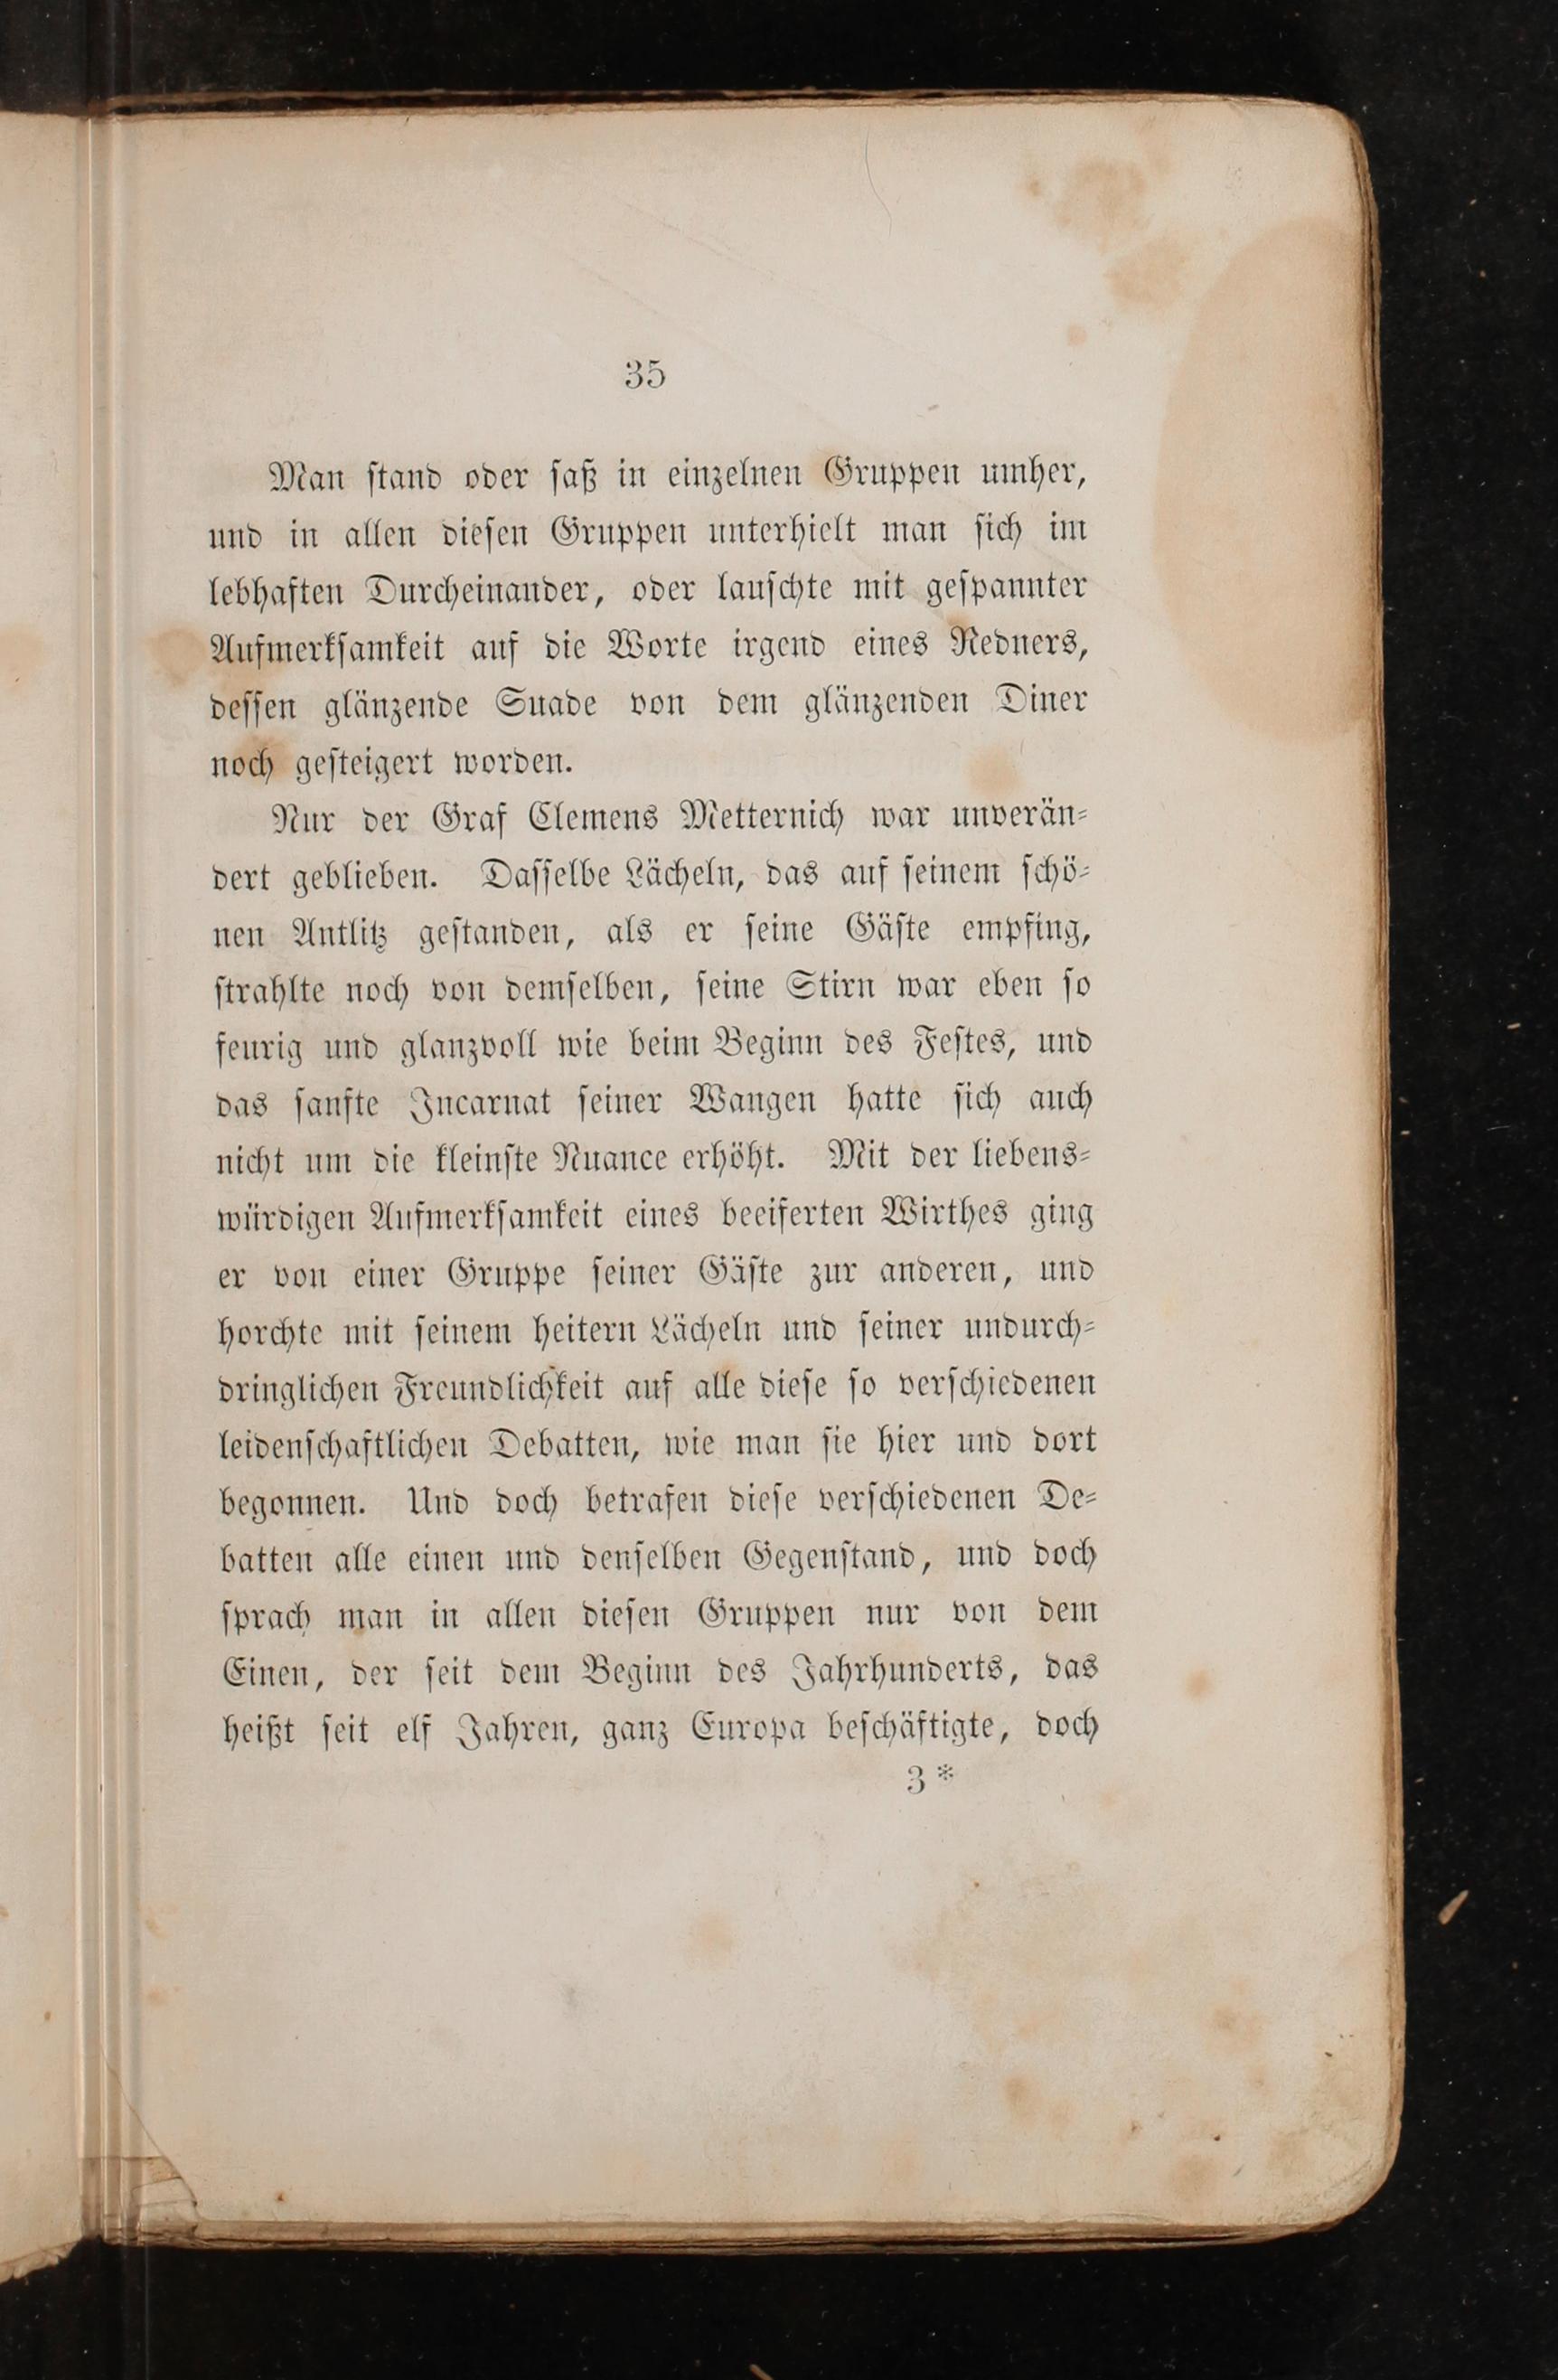 35
Man ſtand oder ſaß in einzelnen Gruppen umher,
und in allen dieſen Gruppen unterhielt man ſich im
lebhaften Durcheinander, oder lauſchte mit geſpannter
Aufmerkſamkeit auf die Worte irgend eines Redners,
deſſen glänzende Suade von dem glänzenden Diner
noch geſteigert worden.
Nur der Graf Clemens Metternich war unverän⸗
dert geblieben. Daſſelbe Lächeln, das auf ſeinem ſchö⸗
nen Antlitz geſtanden, als er ſeine Gäſte empfing,
ſtrahlte noch von demſelben, ſeine Stirn war eben ſo
feurig und glanzvoll wie beim Beginn des Feſtes, und
das ſanfte Incarnat ſeiner Wangen hatte ſich auch
nicht um die kleinſte Nuance erhöht. Mit der liebens⸗
würdigen Aufmerkſamkeit eines beeiferten Wirthes ging
er von einer Gruppe ſeiner Gäſte zur anderen, und
horchte mit ſeinem heitern Lächeln und ſeiner undurch⸗
dringlichen Freundlichkeit auf alle dieſe ſo verſchiedenen
leidenſchaftlichen Debatten, wie man ſie hier und dort
begonnen. Und doch betrafen dieſe verſchiedenen De⸗
batten alle einen und denſelben Gegenſtand, und doch
ſprach man in allen dieſen Gruppen nur von dem
Einen, der ſeit dem Beginn des Jahrhunderts, das
heißt ſeit elf Jahren, ganz Europa beſchäftigte, doch
3*